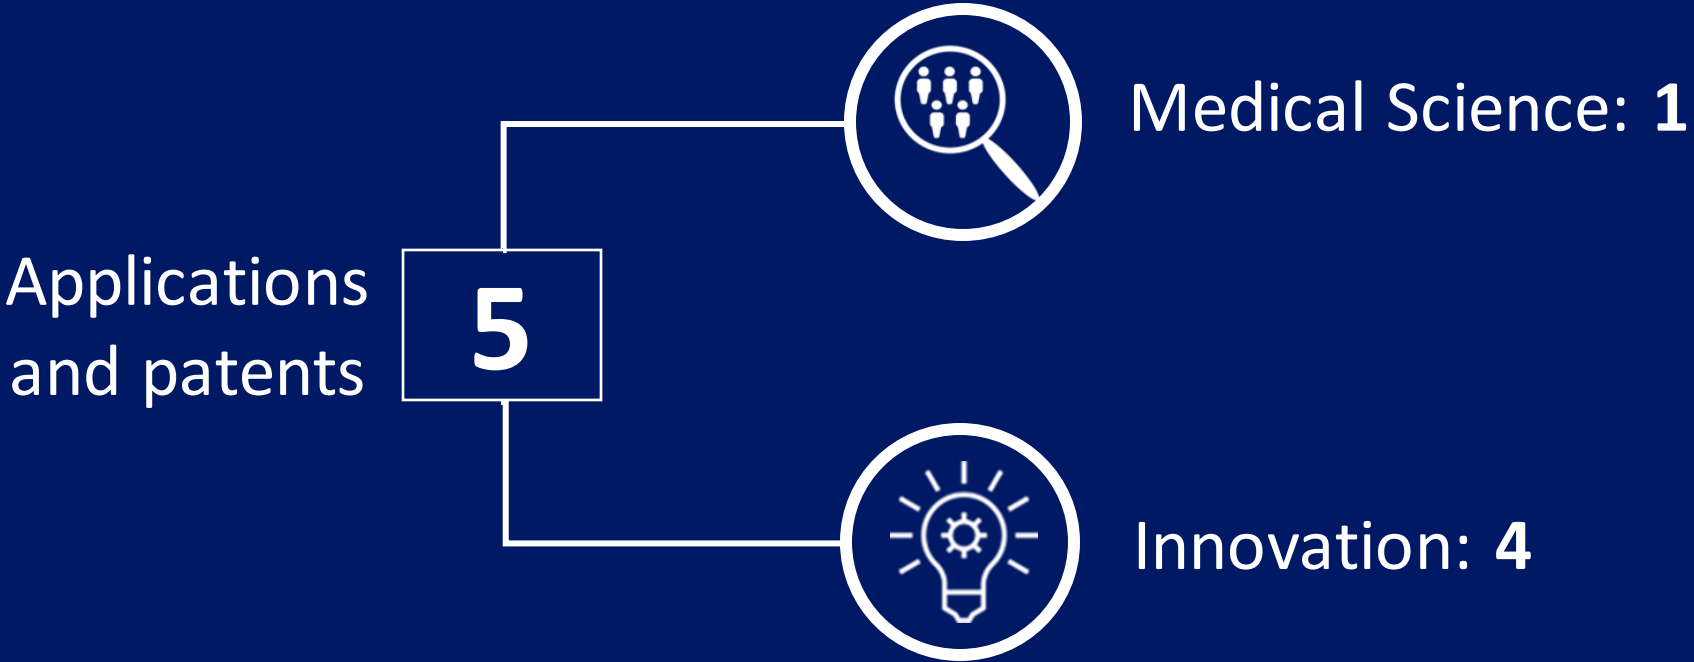 Medical Science: 1
Applications
and patents
5
Innovation: 4